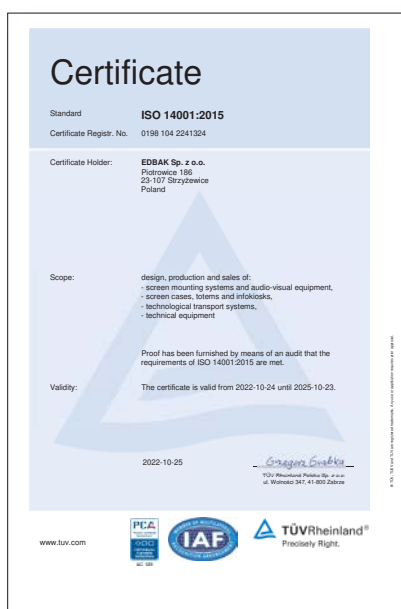 Certificate
Standard ISO 14001:2015
Certificate Registr. No. 0198 104 2241324
Certificate Holder: EDBAK Sp. z o.o.
Piotrowice 186
23-107 Strzyżewice
Poland
Scope: design, production and sales of:
- screen mounting systems and audio-visual equipment,
- screen cases, totems and infokiosks,
- technological transport systems,
- technical equipment
Proof has been furnished by means of an audit that the
requirements of ISO 14001:2015 are met.
Validity: The certificate is valid from 2022-10-24 until 2025-10-23.
2022-10-25
TÜV Rheinland Polska Sp. z o.o.
ul. Wolności 347, 41-800 Zabrze
www.tuv.com
PCA
IAF
TÜVRheinland®
Precisely Right.